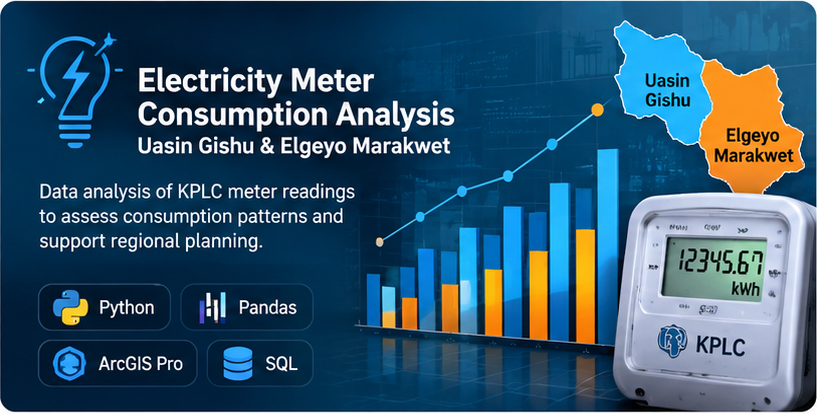 Electricity Meter
Consumption Analysis
Uasin Gishu & Elgeyo Marakwet
Data analysis of KPLC meter readings
to assess consumption patterns and
support regional planning.
Python
Pandas
ArcGIS Pro
SQL
Uasin
Gishu
Elgeyo
Marakwet
12345.67
kWh
KPLC